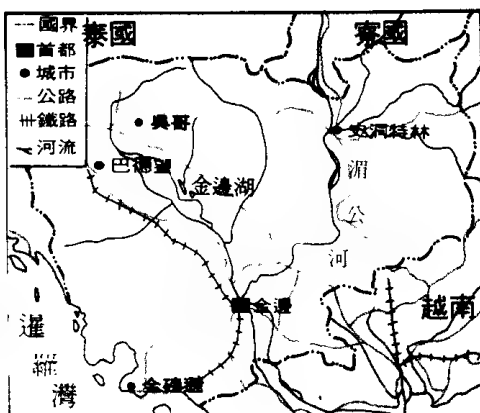 國界
首都
城市
公路
鐵路
河流
泰國
寮國
吳哥
巴德望
金邊湖
湄公河
金邊
越南
暹羅灣